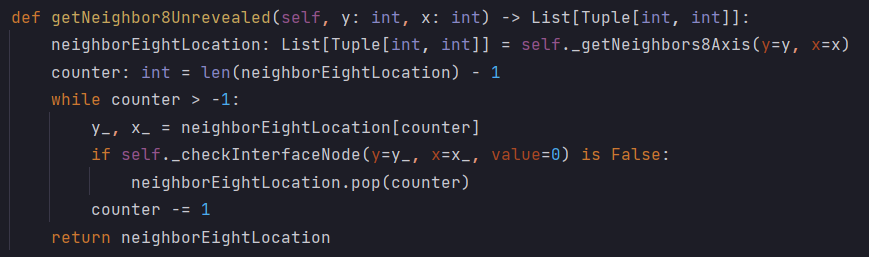 def getNeighbor8Unrevealed(self, y: int, x: int) -> List[Tuple[int, int]]:
    neighborEightLocation: List[Tuple[int, int]] = self._getNeighbors8Axis(y=y, x=x)
    counter: int = len(neighborEightLocation) - 1
    while counter > -1:
        y_, x_ = neighborEightLocation[counter]
        if self._checkInterfaceNode(y=y_, x=x_, value=0) is False:
            neighborEightLocation.pop(counter)
        counter -= 1
    return neighborEightLocation